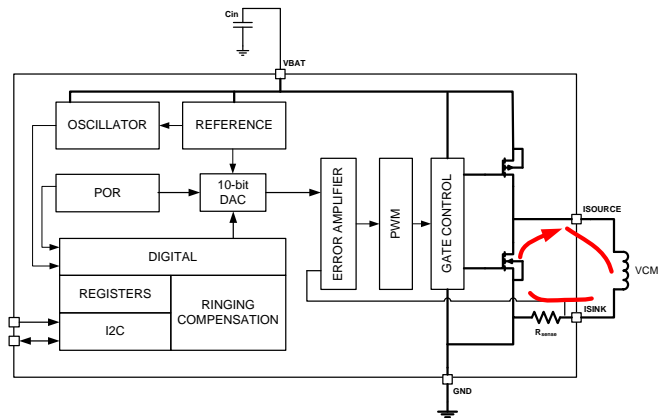 Cin
VBAT
OSCILLATOR
REFERENCE
POR
10-bit
DAC
ERROR AMPLIFIER
PWM
GATE CONTROL
ISOURCE
VCM
DIGITAL
REGISTERS
RINGING
COMPENSATION
I2C
ISINK
Rsense
GND